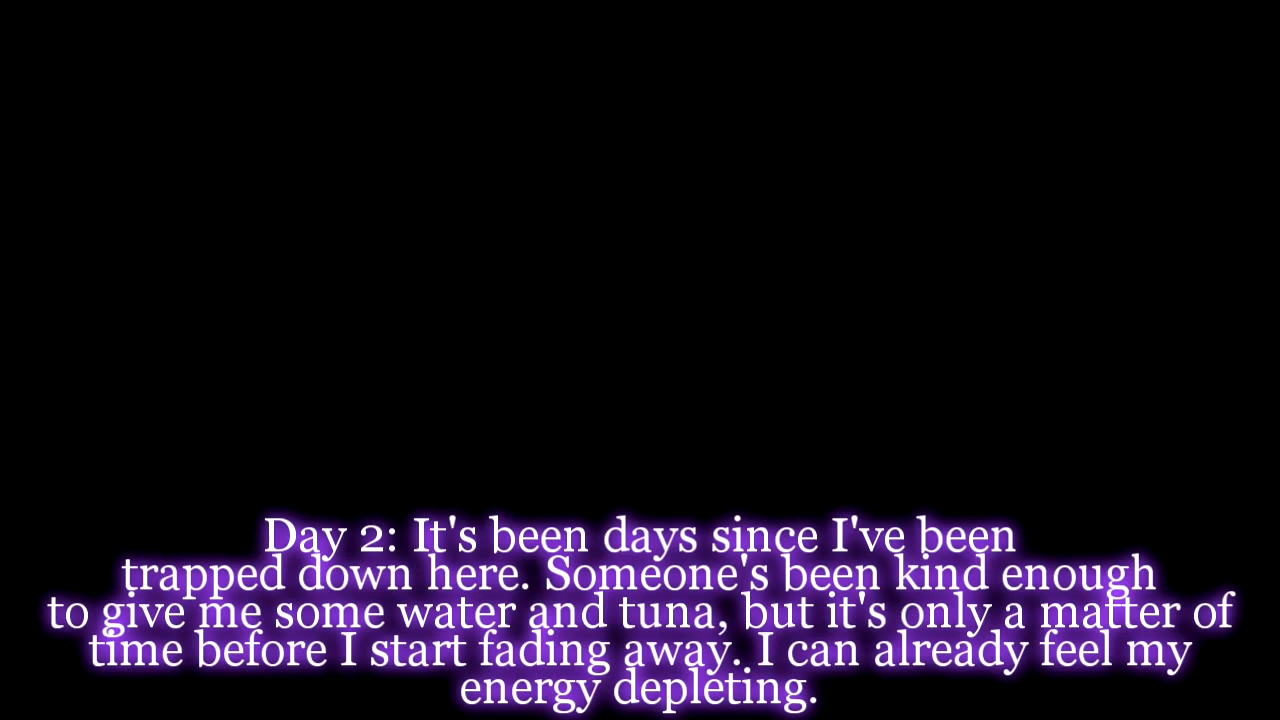 Day 2: It's been days since I've been
trapped down here. Someone's been kind enough
to give me some water and tuna, but it's only a matter of
time before I start fading away. I can already feel my
energy depleting.